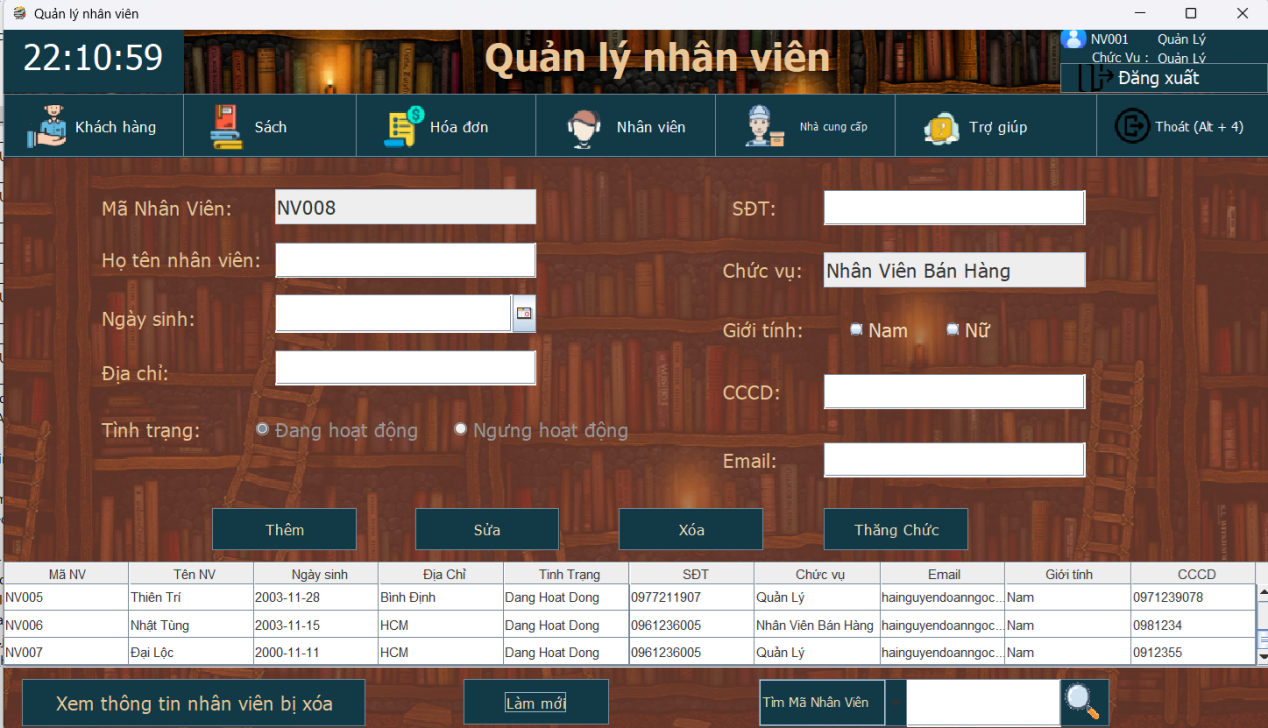 Quản lý nhân viên
22:10:59
Quản lý nhân viên
NV001 Quản Lý
Chức Vụ : Quản Lý
Đăng xuất
Khách hàng
Sách
Hóa đơn
Nhân viên
Nhà cung cấp
Trợ giúp
Thoát (Alt + 4)
Mã Nhân Viên: NV008
SĐT:
Họ tên nhân viên:
Chức vụ: Nhân Viên Bán Hàng
Ngày sinh:
Giới tính: Nam Nữ
Địa chỉ:
CCCD:
Tình trạng: Đang hoạt động Ngưng hoạt động
Email:
Thêm Sửa Xóa Thăng Chức
Mã NV Tên NV Ngày sinh Địa Chỉ Tình Trạng SĐT Chức vụ Email Giới tính CCCD
NV005 Thiên Trí 2003-11-28 Bình Định Dang Hoat Dong 0977211907 Quản Lý hainguyendoanngoc... Nam 0971239078
NV006 Nhật Tùng 2003-11-15 HCM Dang Hoat Dong 0961236005 Nhân Viên Bán Hàng hainguyendoanngoc... Nam 0981234
NV007 Đại Lộc 2000-11-11 HCM Dang Hoat Dong 0961236005 Quản Lý hainguyendoanngoc... Nam 0912355
Xem thông tin nhân viên bị xóa
Làm mới
Tìm Mã Nhân Viên